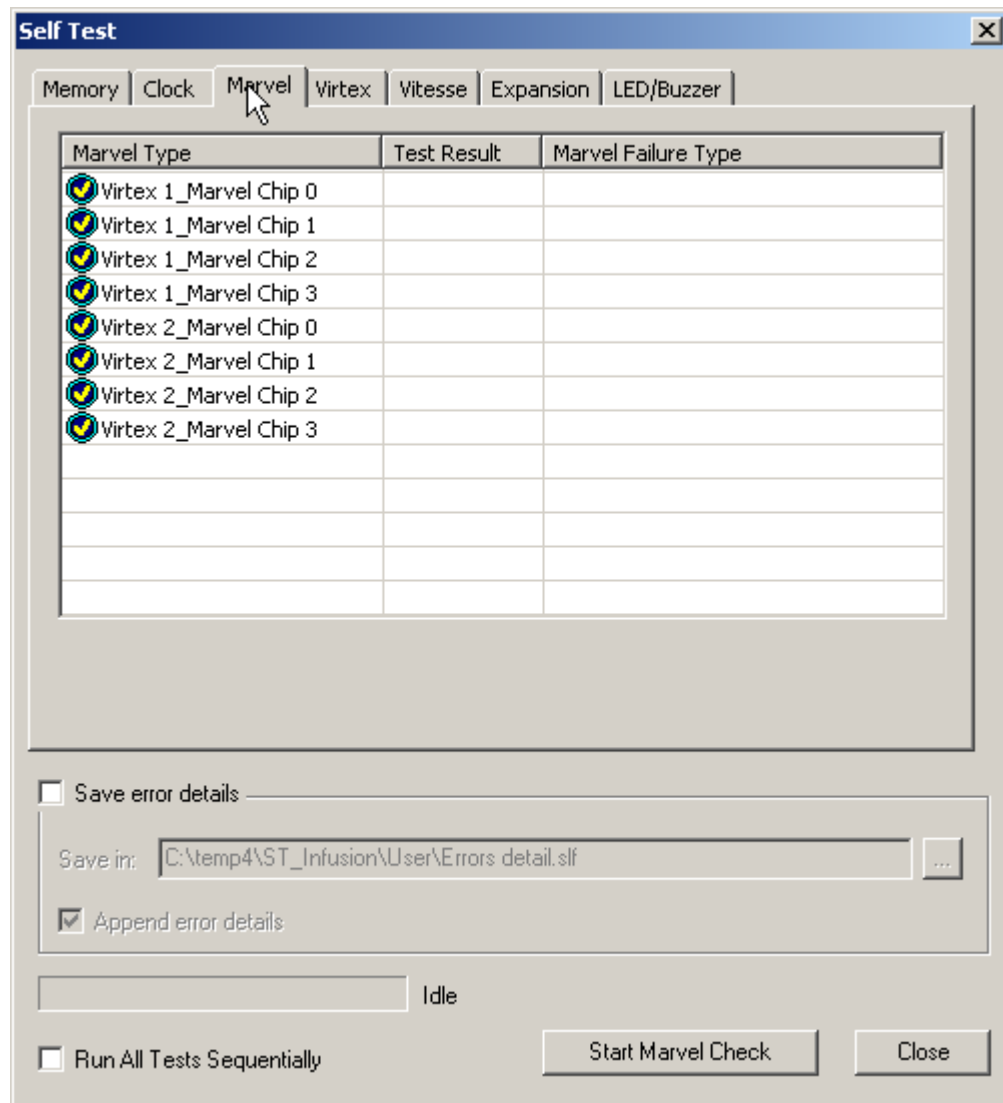 Self Test
Memory Clock Marvel Virtex Vitesse Expansion LED/Buzzer
Marvel Type Test Result Marvel Failure Type
Virtex 1_Marvel Chip 0
Virtex 1_Marvel Chip 1
Virtex 1_Marvel Chip 2
Virtex 1_Marvel Chip 3
Virtex 2_Marvel Chip 0
Virtex 2_Marvel Chip 1
Virtex 2_Marvel Chip 2
Virtex 2_Marvel Chip 3
Save error details
Save in: C:\temp4\ST_Infusion\User\Errors detail.slf ...
Append error details
Idle
Run All Tests Sequentially Start Marvel Check Close